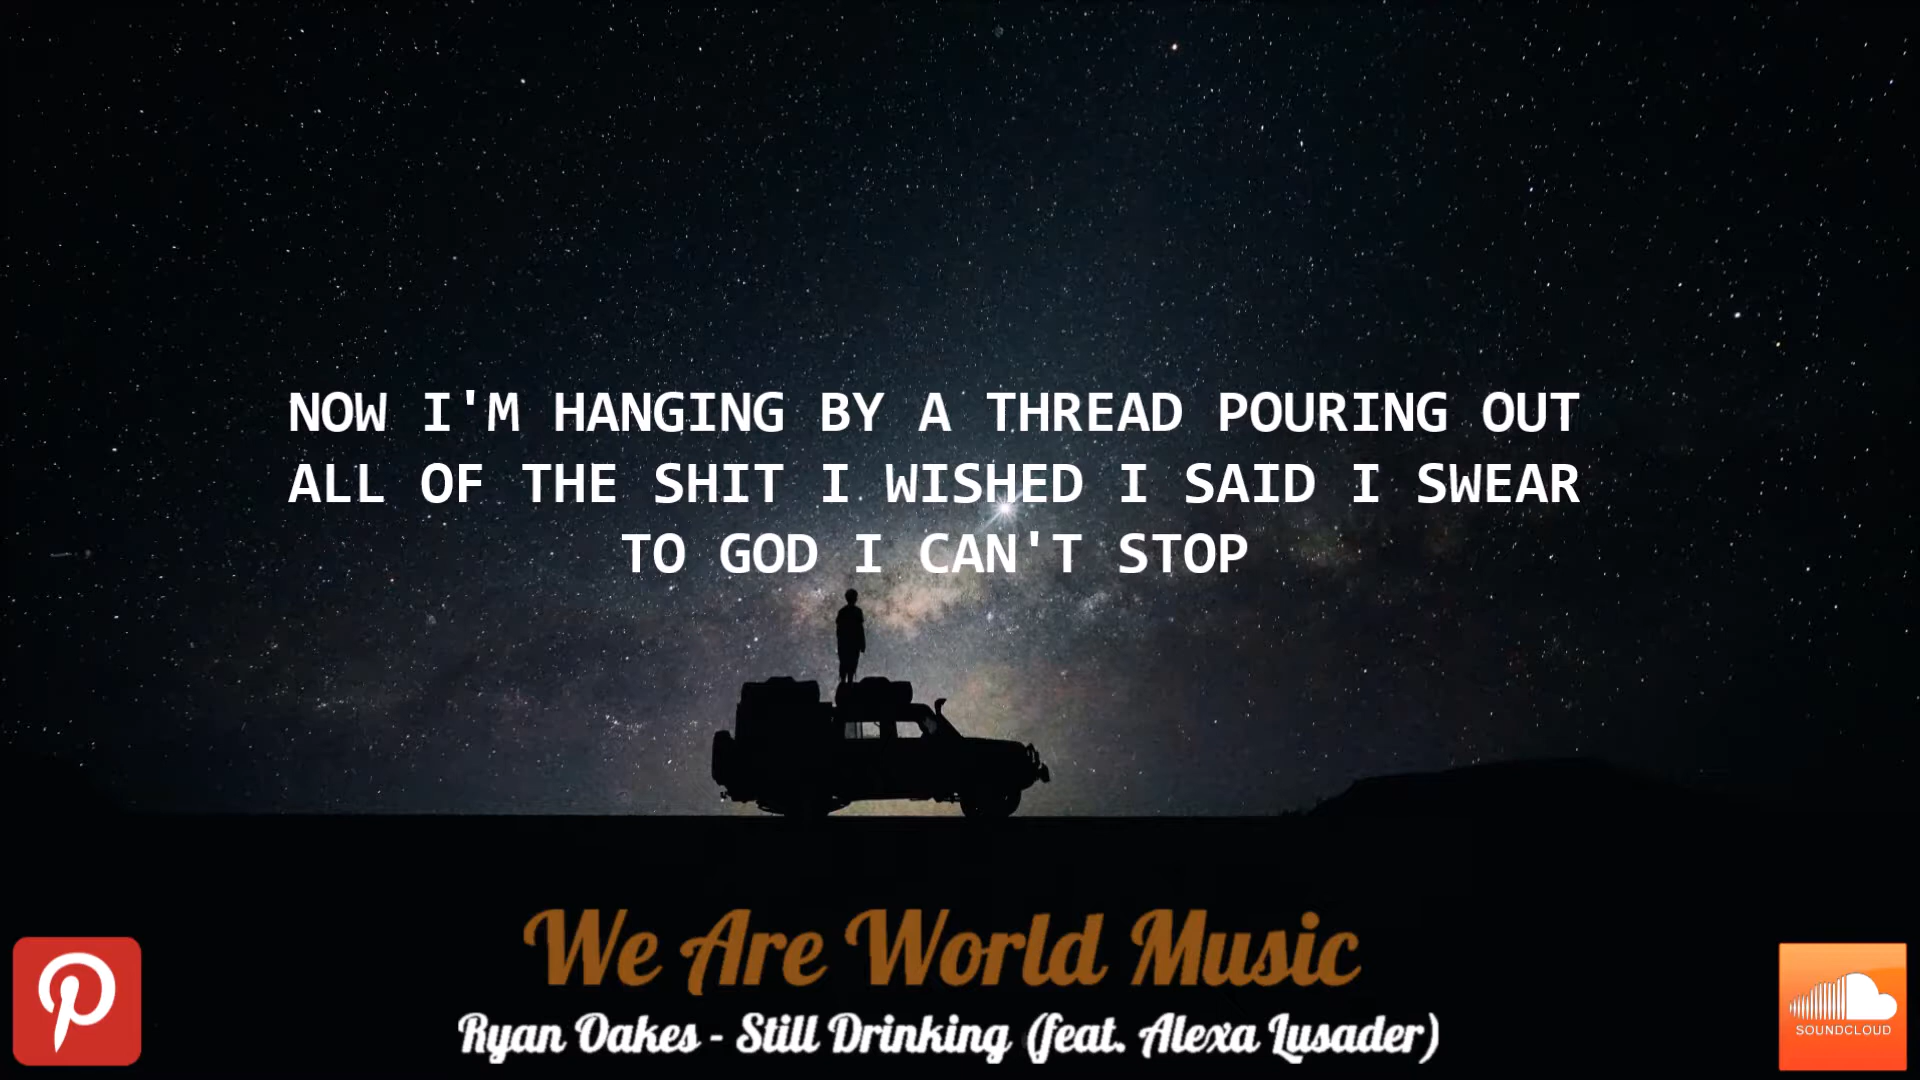 NOW I'M HANGING BY A THREAD POURING OUT
ALL OF THE SHIT I WISHED I SAID I SWEAR
TO GOD I CAN'T STOP
We Are World Music
Ryan Oakes - Still Drinking (feat. Alexa Lusader)
SOUNDCLOUD